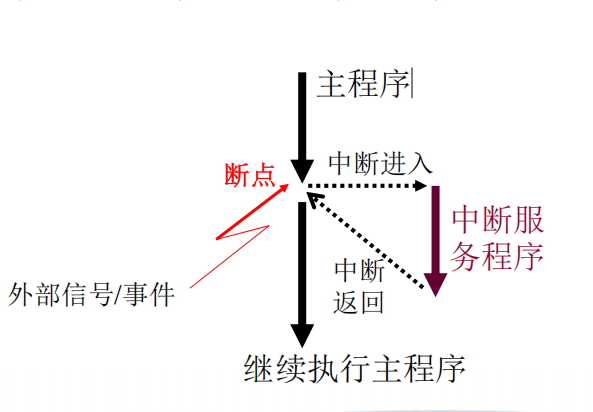 主程序
中断进入
断点
中断服
务程序
中断
返回
外部信号/事件
继续执行主程序